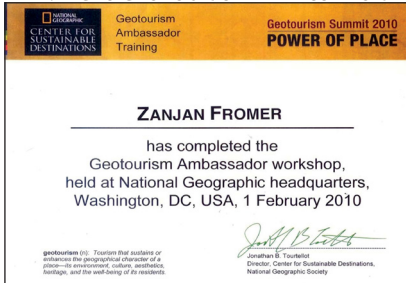 NATIONAL
GEOGRAPHIC
CENTER FOR
SUSTAINABLE
DESTINATIONS
Geotourism
Ambassador
Training
Geotourism Summit 2010
POWER OF PLACE
ZANJAN FROMER
has completed the
Geotourism Ambassador workshop,
held at National Geographic headquarters,
Washington, DC, USA, 1 February 2010
geotourism (n): Tourism that sustains or
enhances the geographical character of a
place—its environment, culture, aesthetics,
heritage, and the well-being of its residents
Jonathan B. Tourtellot
Director, Center for Sustainable Destinations,
National Geographic Society